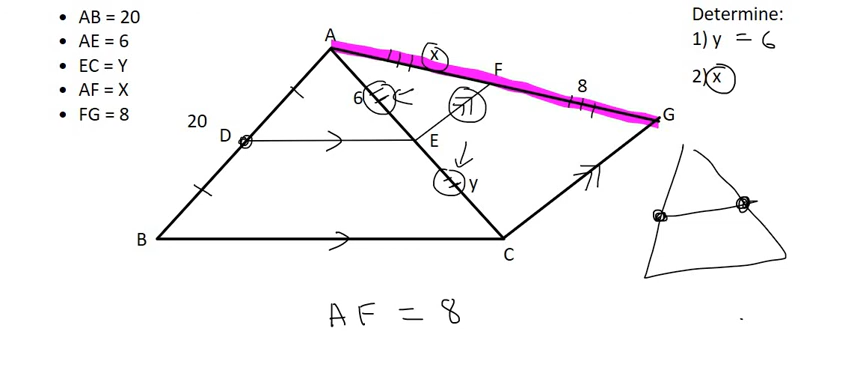 • AB = 20
• AE = 6
• EC = Y
• AF = X
• FG = 8
Determine:
1) y = 6
2) x
A
x
F
8
G
6
20
D
E
y
B
C
AF = 8